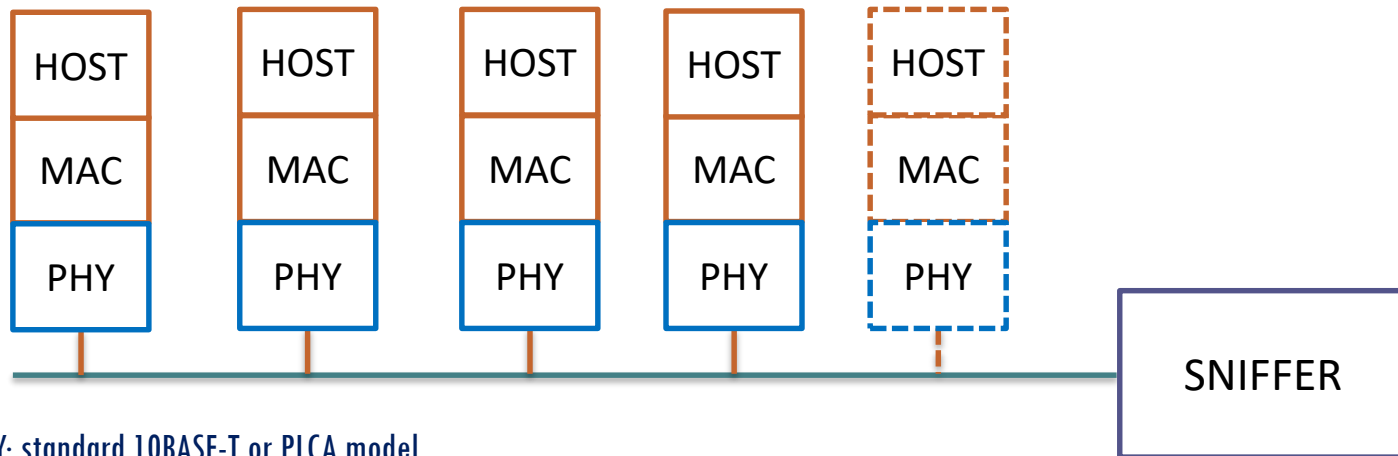 HOST HOST HOST HOST HOST
MAC MAC MAC MAC MAC
PHY PHY PHY PHY PHY
SNIFFER
standard 10BASE-T or PLCA model